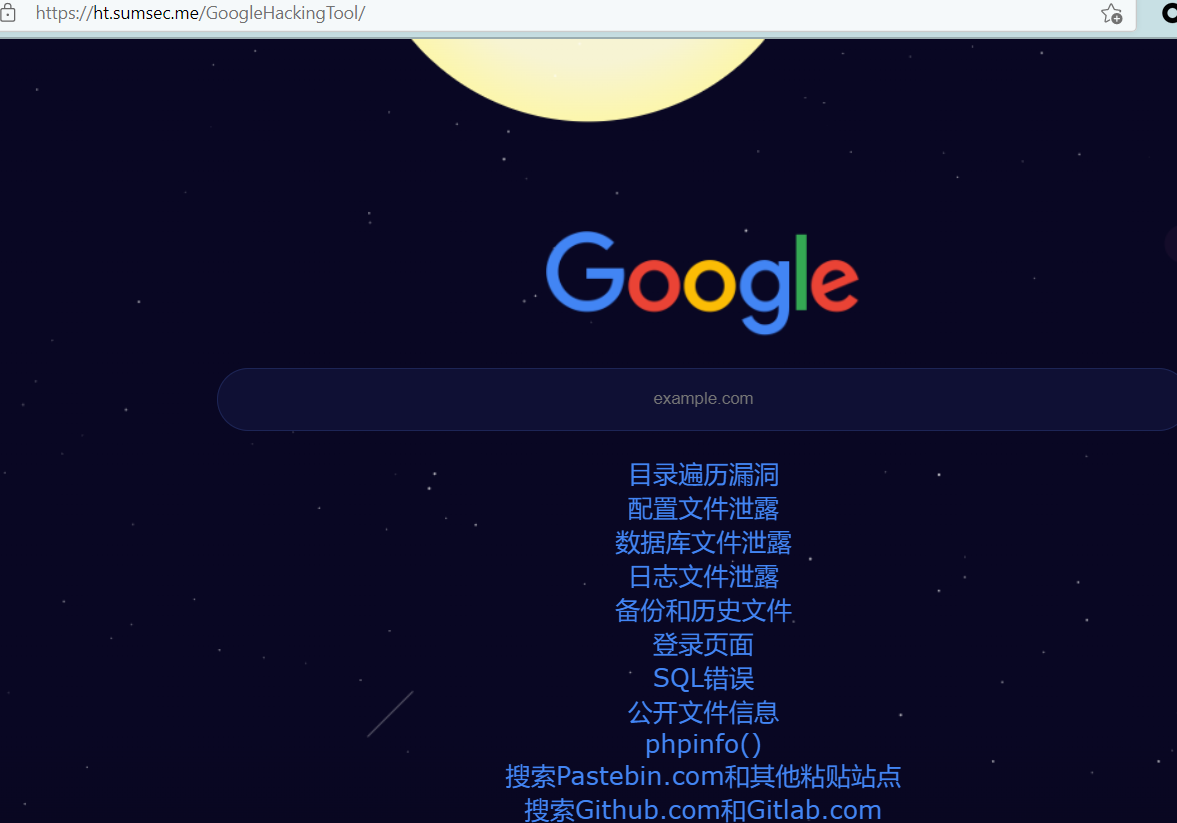 https://ht.sumsec.me/GoogleHackingTool/
Google
example.com
目录遍历漏洞
配置文件泄露
数据库文件泄露
日志文件泄露
备份和历史文件
登录页面
SQL错误
公开文件信息
phpinfo()
搜索Pastebin.com和其他粘贴站点
搜索Github.com和Gitlab.com